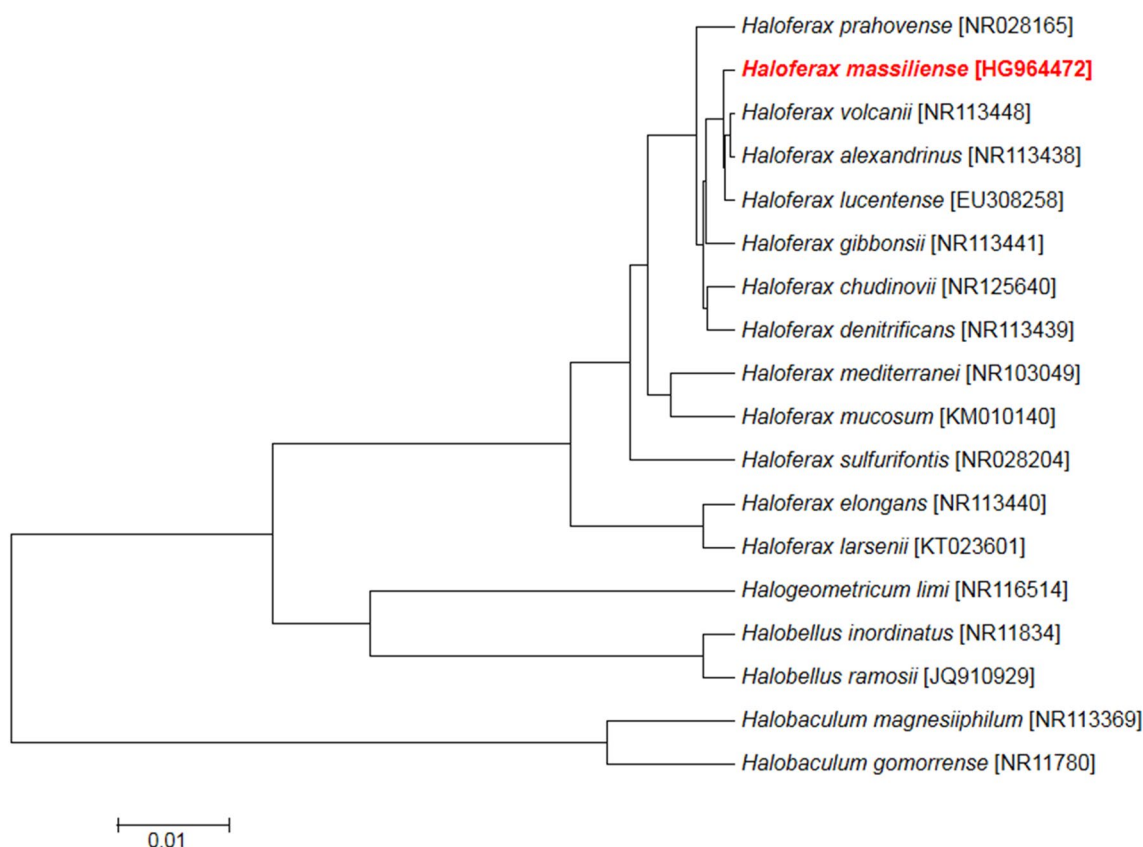 Haloferax prahovense [NR028165]
Haloferax massiliense [HG964472]
Haloferax volcanii [NR113448]
Haloferax alexandrinus [NR113438]
Haloferax lucentense [EU308258]
Haloferax gibbonsii [NR113441]
Haloferax chudinovii [NR125640]
Haloferax denitrificans [NR113439]
Haloferax mediterranei [NR103049]
Haloferax mucosum [KM010140]
Haloferax sulfurifontis [NR028204]
Haloferax elongans [NR113440]
Haloferax larsenii [KT023601]
Halogeometricum limi [NR116514]
Halobellus inordinatus [NR11834]
Halobellus ramosii [JQ910929]
Halobaculum magnesiiphilum [NR113369]
Halobaculum gomorrense [NR11780]
0.01